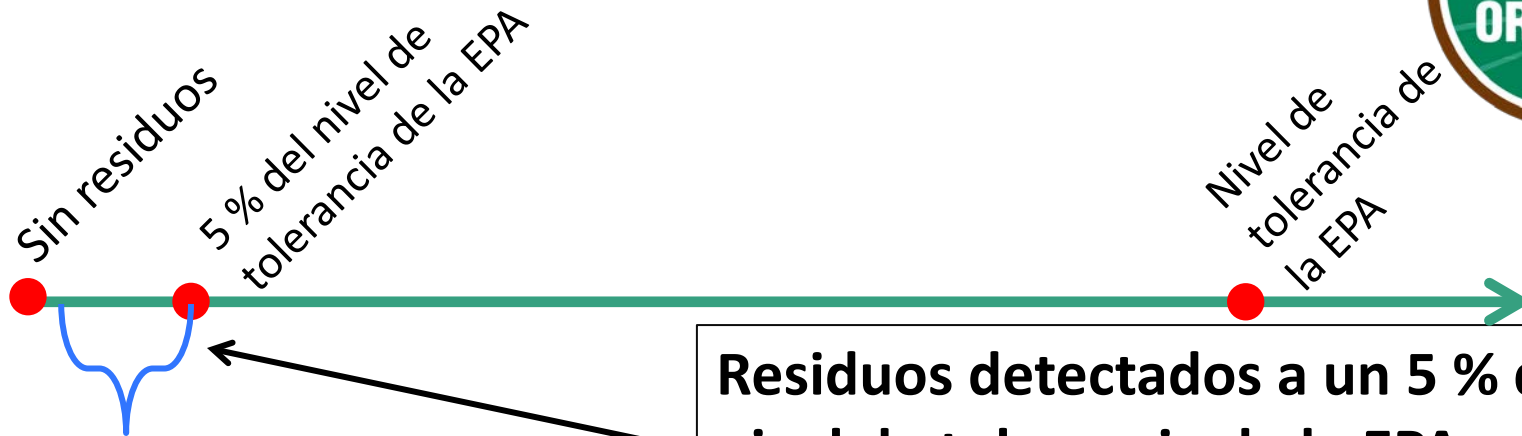 Sin residuos
5 % del nivel de
tolerancia de la EPA
Nivel de
tolerancia de
la EPA
OR
Residuos detectados a un 5 %